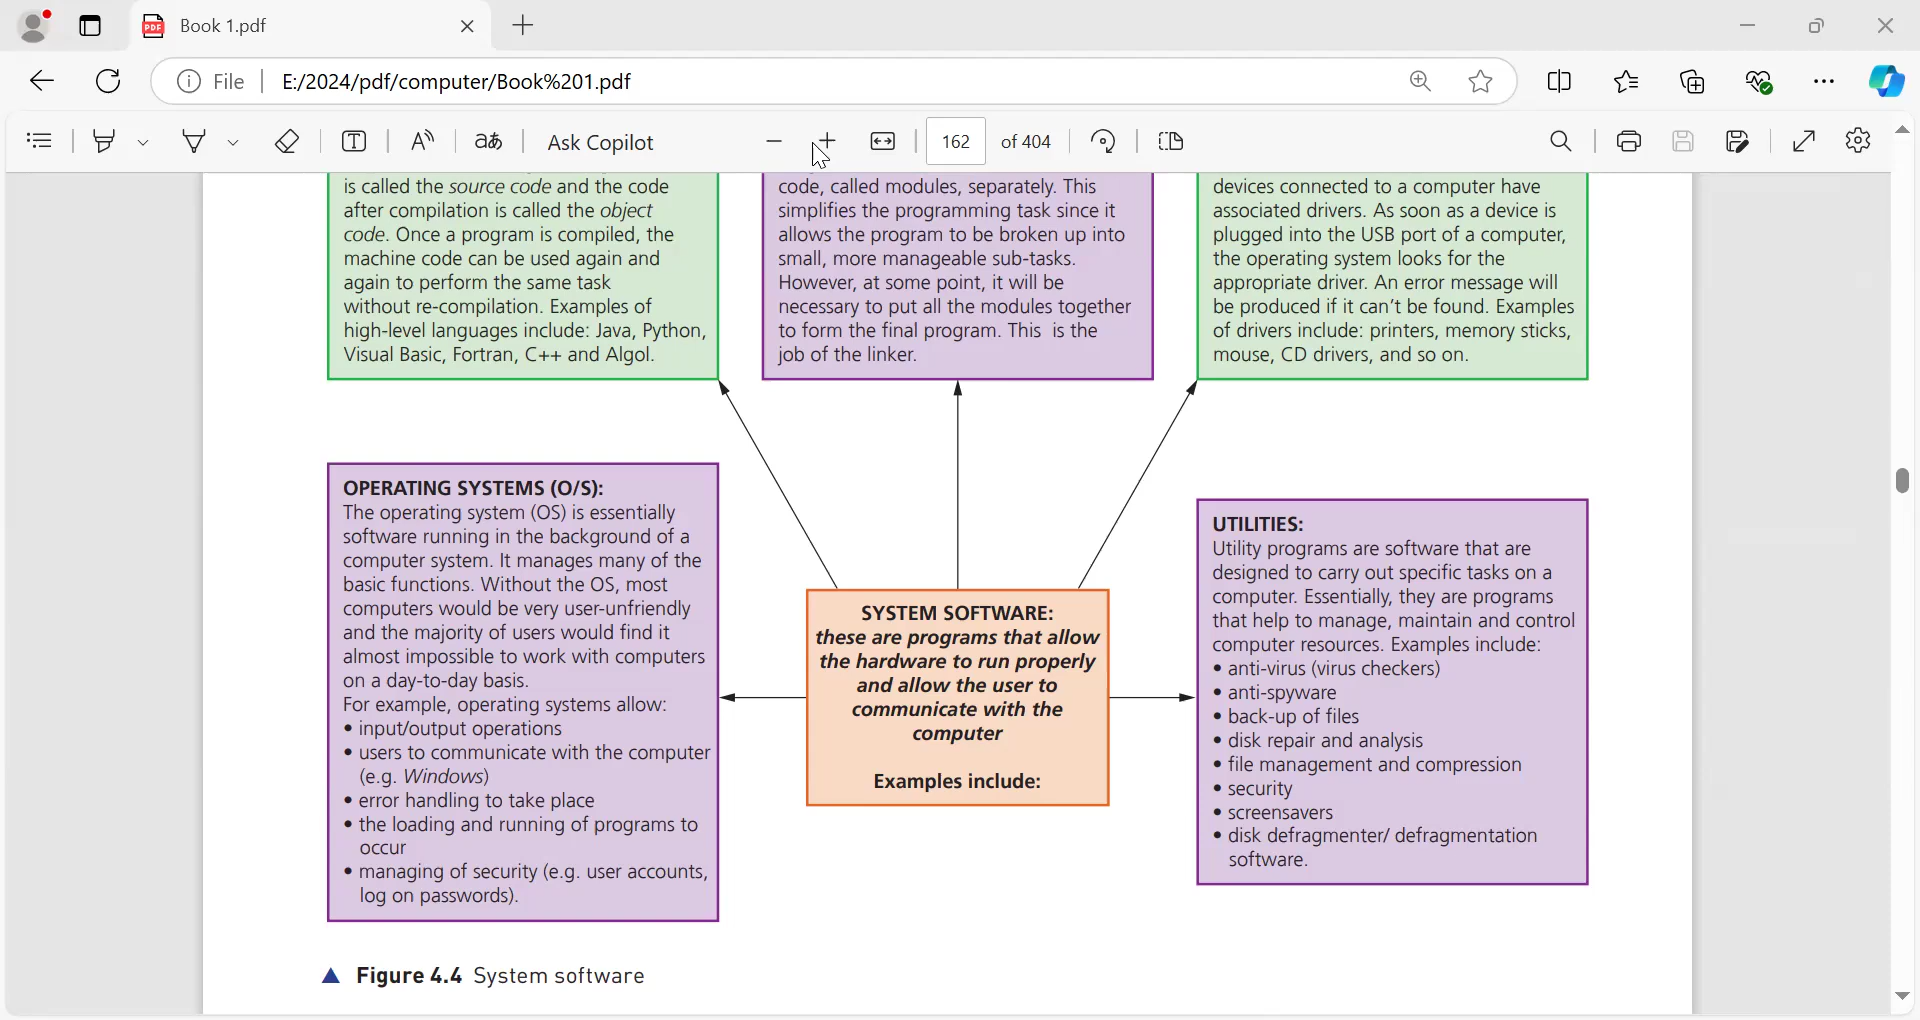 Book 1.pdf
File
E:/2024/pdf/computer/Book%201.pdf
Ask Copilot
162 of 404
is called the source code and the code
after compilation is called the object
code. Once a program is compiled, the
machine code can be used again and
again to perform the same task
without re-compilation. Examples of
high-level languages include: Java, Python,
Visual Basic, Fortran, C++ and Algol.
code, called modules, separately. This
simplifies the programming task since it
allows the program to be broken up into
small, more manageable sub-tasks.
However, at some point, it will be
necessary to put all the modules together
to form the final program. This is the
job of the linker.
devices connected to a computer have
associated drivers. As soon as a device is
plugged into the USB port of a computer,
the operating system looks for the
appropriate driver. An error message will
be produced if it can't be found. Examples
of drivers include: printers, memory sticks,
mouse, CD drivers, and so on.
OPERATING SYSTEMS (O/S):
The operating system (OS) is essentially
software running in the background of a
computer system. It manages many of the
basic functions. Without the OS, most
computers would be very user-unfriendly
and the majority of users would find it
almost impossible to work with computers
on a day-to-day basis.
For example, operating systems allow:
• input/output operations
• users to communicate with the computer
(e.g. Windows)
• error handling to take place
• the loading and running of programs to
occur
• managing of security (e.g. user accounts,
log on passwords).
SYSTEM SOFTWARE:
these are programs that allow
the hardware to run properly
and allow the user to
communicate with the
computer
Examples include:
UTILITIES:
Utility programs are software that are
designed to carry out specific tasks on a
computer. Essentially, they are programs
that help to manage, maintain and control
computer resources. Examples include:
• anti-virus (virus checkers)
• anti-spyware
• back-up of files
• disk repair and analysis
• file management and compression
• security
• screensavers
• disk defragmenter/ defragmentation
software.
▲ Figure 4.4 System software